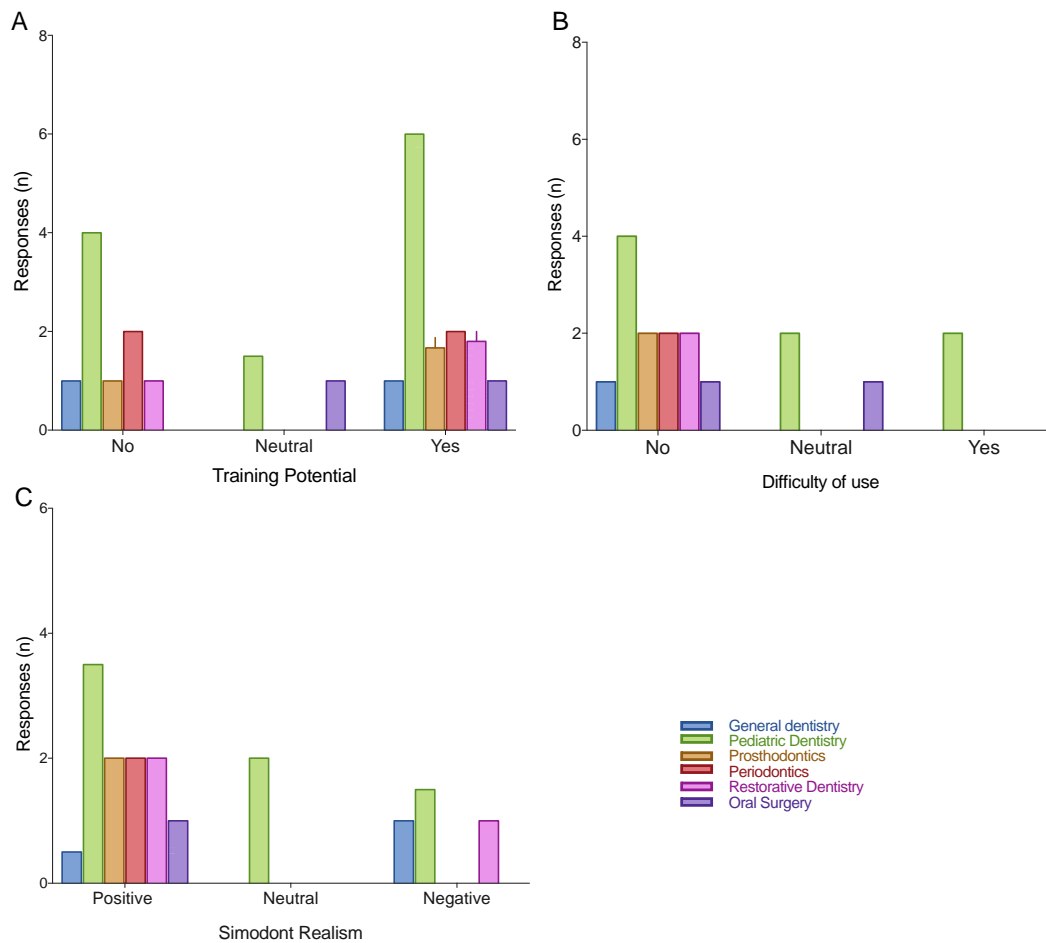 A
8
6
4
2
0
Responses (n)
No Neutral Yes
Training Potential
B
8
6
4
2
0
Responses (n)
No Neutral Yes
Difficulty of use
C
6
4
2
0
Responses (n)
Positive Neutral Negative
Simodont Realism
General dentistry
Pediatric Dentistry
Prosthodontics
Periodontics
Restorative Dentistry
Oral Surgery